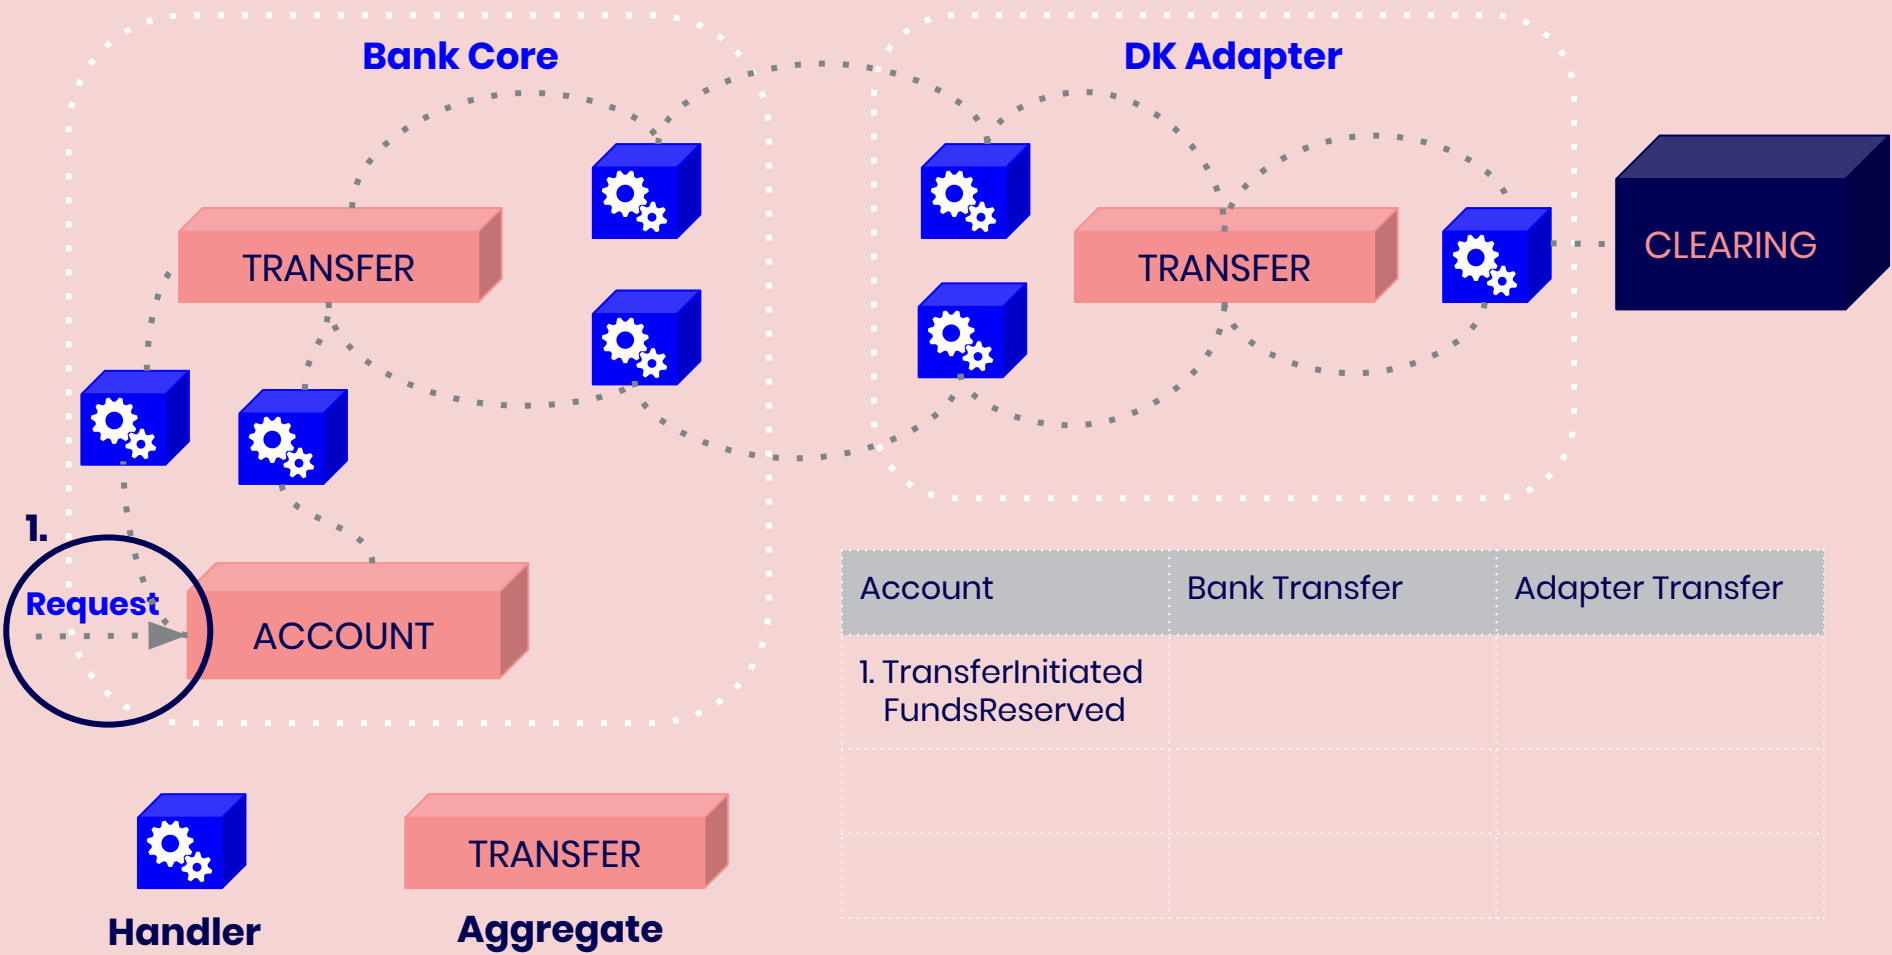 Bank Core
DK Adapter
TRANSFER
TRANSFER
CLEARING
1.
Request
ACCOUNT
Account
Bank Transfer
Adapter Transfer
1. TransferInitiated
FundsReserved
TRANSFER
Handler
Aggregate